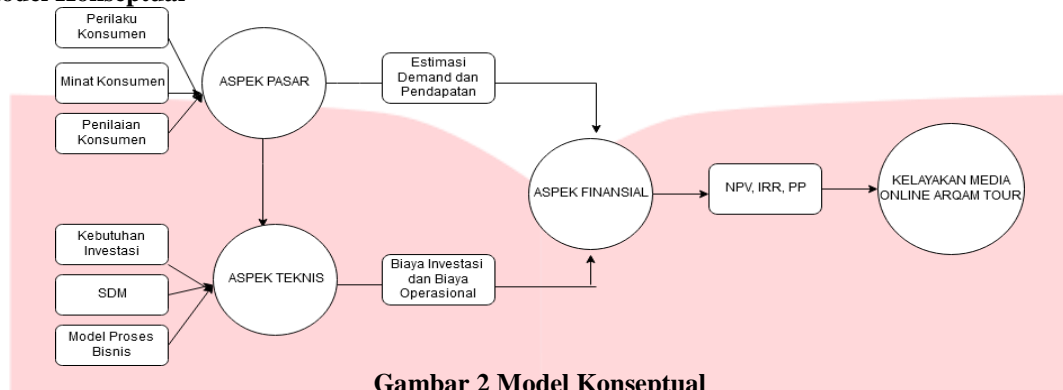 Model Konseptual
Perilaku
Konsumen
Minat Konsumen
Penilaian
Konsumen
ASPEK PASAR
Estimasi
Demand dan
Pendapatan
Kebutuhan
Investasi
SDM
Model Proses
Bisnis
ASPEK TEKNIS
Biaya Investasi
dan Biaya
Operasional
ASPEK FINANSIAL
NPV, IRR, PP
KELAYAKAN MEDIA
ONLINE ARQAM TOUR
Gambar 2 Model Konseptual